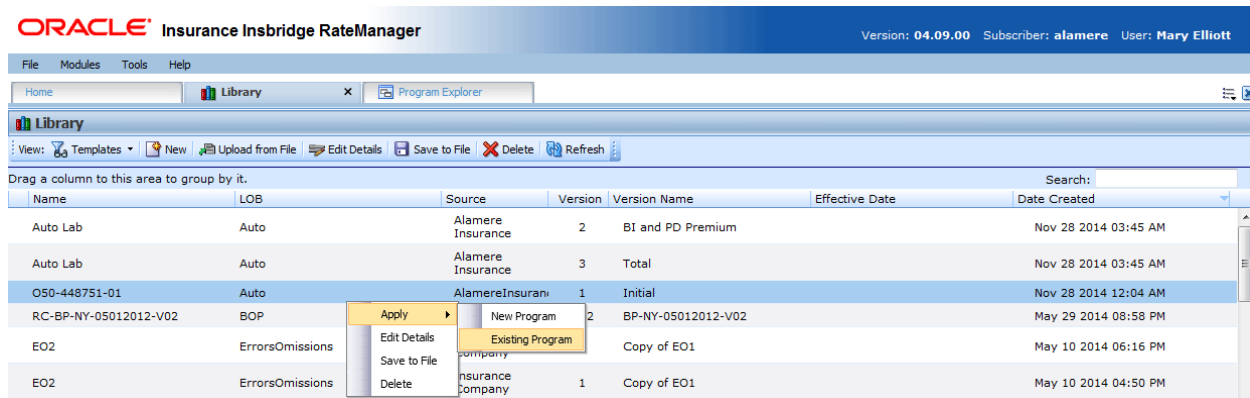 ORACLE Insurance Insbridge RateManager
Version: 04.09.00 Subscriber: alamere User: Mary Elliott
File Modules Tools Help
Home Library x Program Explorer
Library
View: Templates New Upload from File Edit Details Save to File Delete Refresh
Drag a column to this area to group by it. Search:
Name LOB Source Version Version Name Effective Date Date Created
Auto Lab Auto Alamere Insurance 2 BI and PD Premium Nov 28 2014 03:45 AM
Auto Lab Auto Alamere Insurance 3 Total Nov 28 2014 03:45 AM
O50-448751-01 Auto AlamereInsuran 1 Initial Nov 28 2014 12:04 AM
RC-BP-NY-05012012-V02 BOP 2 BP-NY-05012012-V02 May 29 2014 08:58 PM
Apply New Program
Edit Details Existing Program
Save to File
Delete
EO2 ErrorsOmissions Copy of EO1 May 10 2014 06:16 PM
EO2 ErrorsOmissions Company 1 Copy of EO1 May 10 2014 04:50 PM